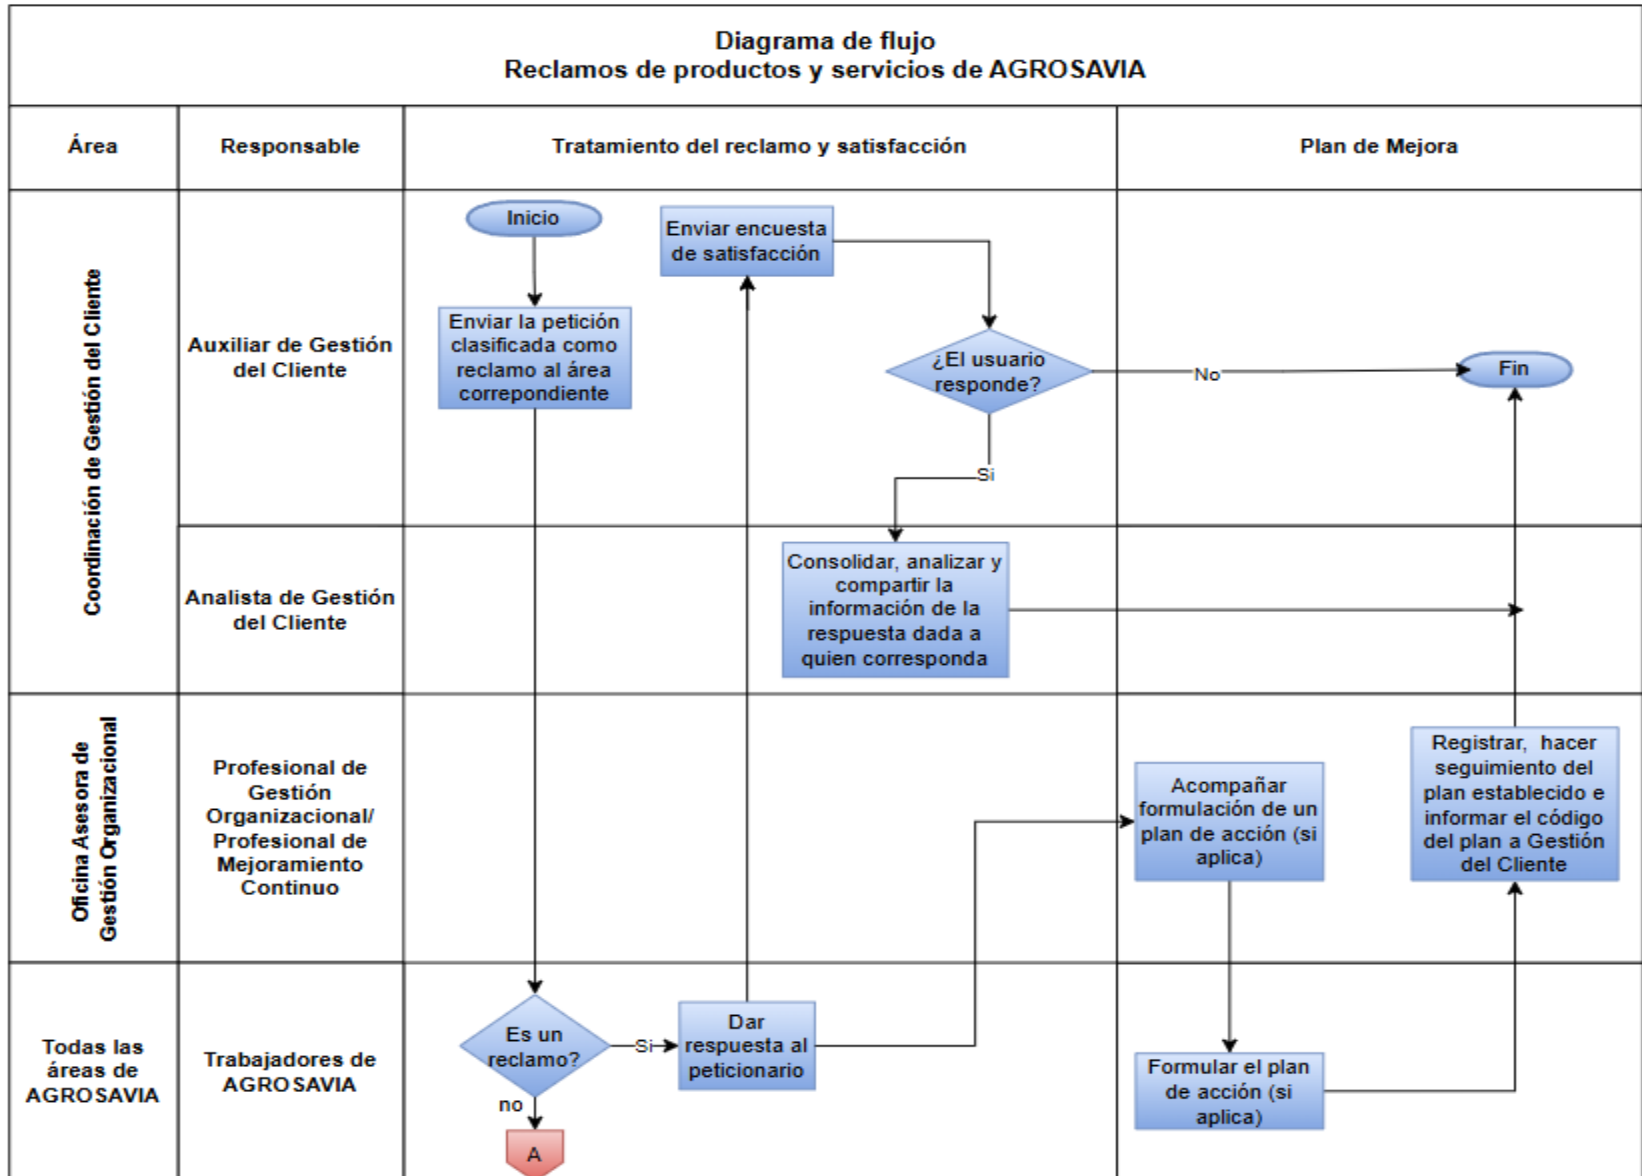 Diagrama de flujo
Reclamos de productos y servicios de AGROSAVIA
Área
Responsable
Tratamiento del reclamo y satisfacción
Plan de Mejora
Coordinación de Gestión del Cliente
Auxiliar de Gestión
del Cliente
Inicio
Enviar la petición
clasificada como
reclamo al área
correpondiente
Enviar encuesta
de satisfacción
¿El usuario
responde?
No
Fin
Si
Analista de Gestión
del Cliente
Consolidar, analizar y
compartir la
información de la
respuesta dada a
quien corresponda
Oficina Asesora de
Gestión Organizacional
Profesional de
Gestión
Organizacional/
Profesional de
Mejoramiento
Continuo
Acompañar
formulación de un
plan de acción (si
aplica)
Registrar, hacer
seguimiento del
plan establecido e
informar el código
del plan a Gestión
del Cliente
Todas las
áreas de
AGROSAVIA
Trabajadores de
AGROSAVIA
Es un
reclamo?
Si
no
A
Dar
respuesta al
peticionario
Formular el plan
de acción (si
aplica)